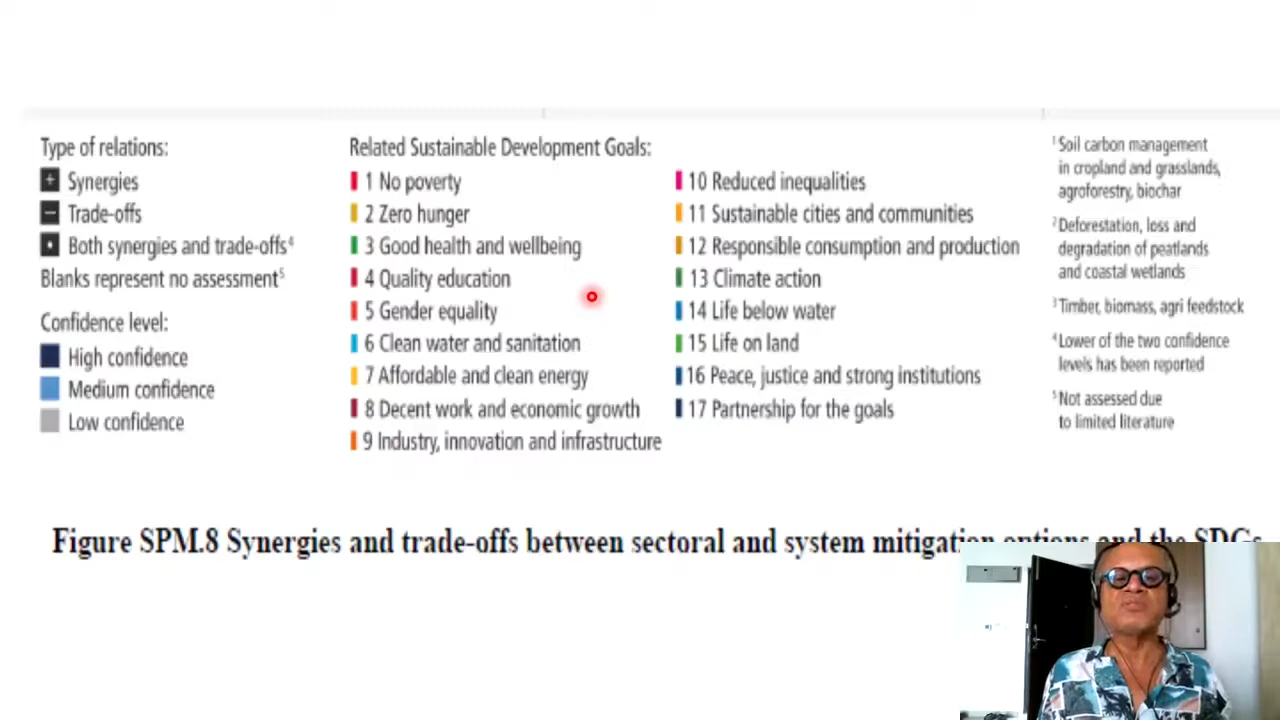 Type of relations:
+ Synergies
− Trade-offs
• Both synergies and trade-offs⁴
Blanks represent no assessment⁵
Confidence level:
High confidence
Medium confidence
Low confidence
Related Sustainable Development Goals:
1 No poverty
2 Zero hunger
3 Good health and wellbeing
4 Quality education
5 Gender equality
6 Clean water and sanitation
7 Affordable and clean energy
8 Decent work and economic growth
9 Industry, innovation and infrastructure
10 Reduced inequalities
11 Sustainable cities and communities
12 Responsible consumption and production
13 Climate action
14 Life below water
15 Life on land
16 Peace, justice and strong institutions
17 Partnership for the goals
¹ Soil carbon management
in cropland and grasslands,
agroforestry, biochar
² Deforestation, loss and
degradation of peatlands
and coastal wetlands
³ Timber, biomass, agri feedstock
⁴ Lower of the two confidence
levels has been reported
⁵ Not assessed due
to limited literature
Figure SPM.8 Synergies and trade-offs between sectoral and system mitigation options and the SDGs